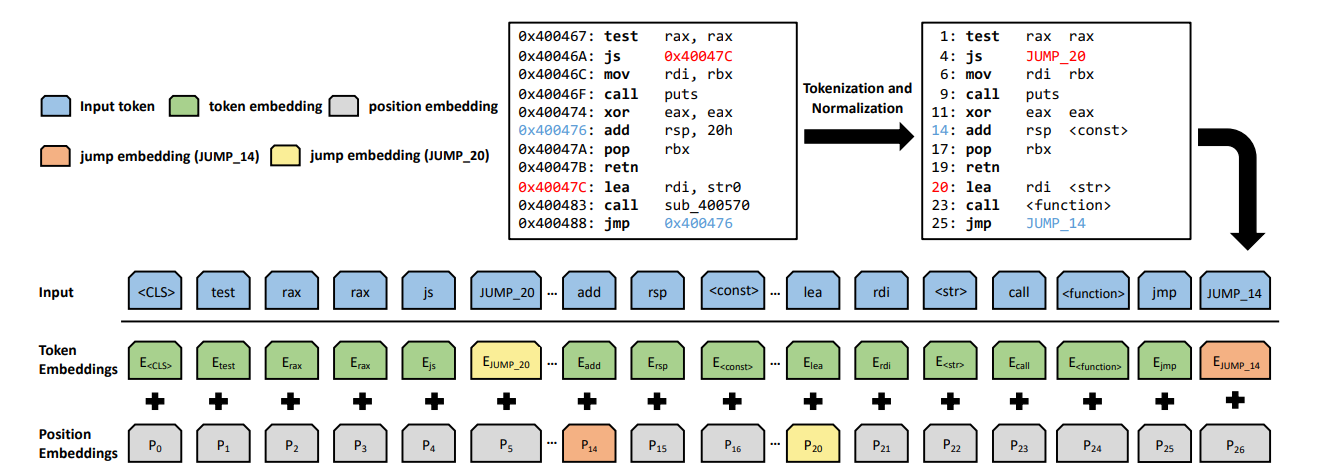 Input token
token embedding
position embedding
jump embedding (JUMP_14)
jump embedding (JUMP_20)
0x400467: test rax, rax
0x40046A: js 0x40047C
0x40046C: mov rdi, rbx
0x40046F: call puts
0x400474: xor eax, eax
0x400476: add rsp, 20h
0x40047A: pop rbx
0x40047B: retn
0x40047C: lea rdi, str0
0x400483: call sub_400570
0x400488: jmp 0x400476
Tokenization and
Normalization
1: test rax rax
4: js JUMP_20
6: mov rdi rbx
9: call puts
11: xor eax eax
14: add rsp <const>
17: pop rbx
19: retn
20: lea rdi <str>
23: call <function>
25: jmp JUMP_14
Input <CLS> test rax rax js JUMP_20 ... add rsp <const> ... lea rdi <str> call <function> jmp JUMP_14
Token
Embeddings
E<CLS> Etest Erax Erax Ejs EJUMP_20 ... Eadd Ersp E<const> ... Elea Erdi E<str> Ecall E<function> Ejmp EJUMP_14
+ + + + + + + + + + + + + + + +
Position
Embeddings
P0 P1 P2 P3 P4 P5 ... P14 P15 P16 ... P20 P21 P22 P23 P24 P25 P26